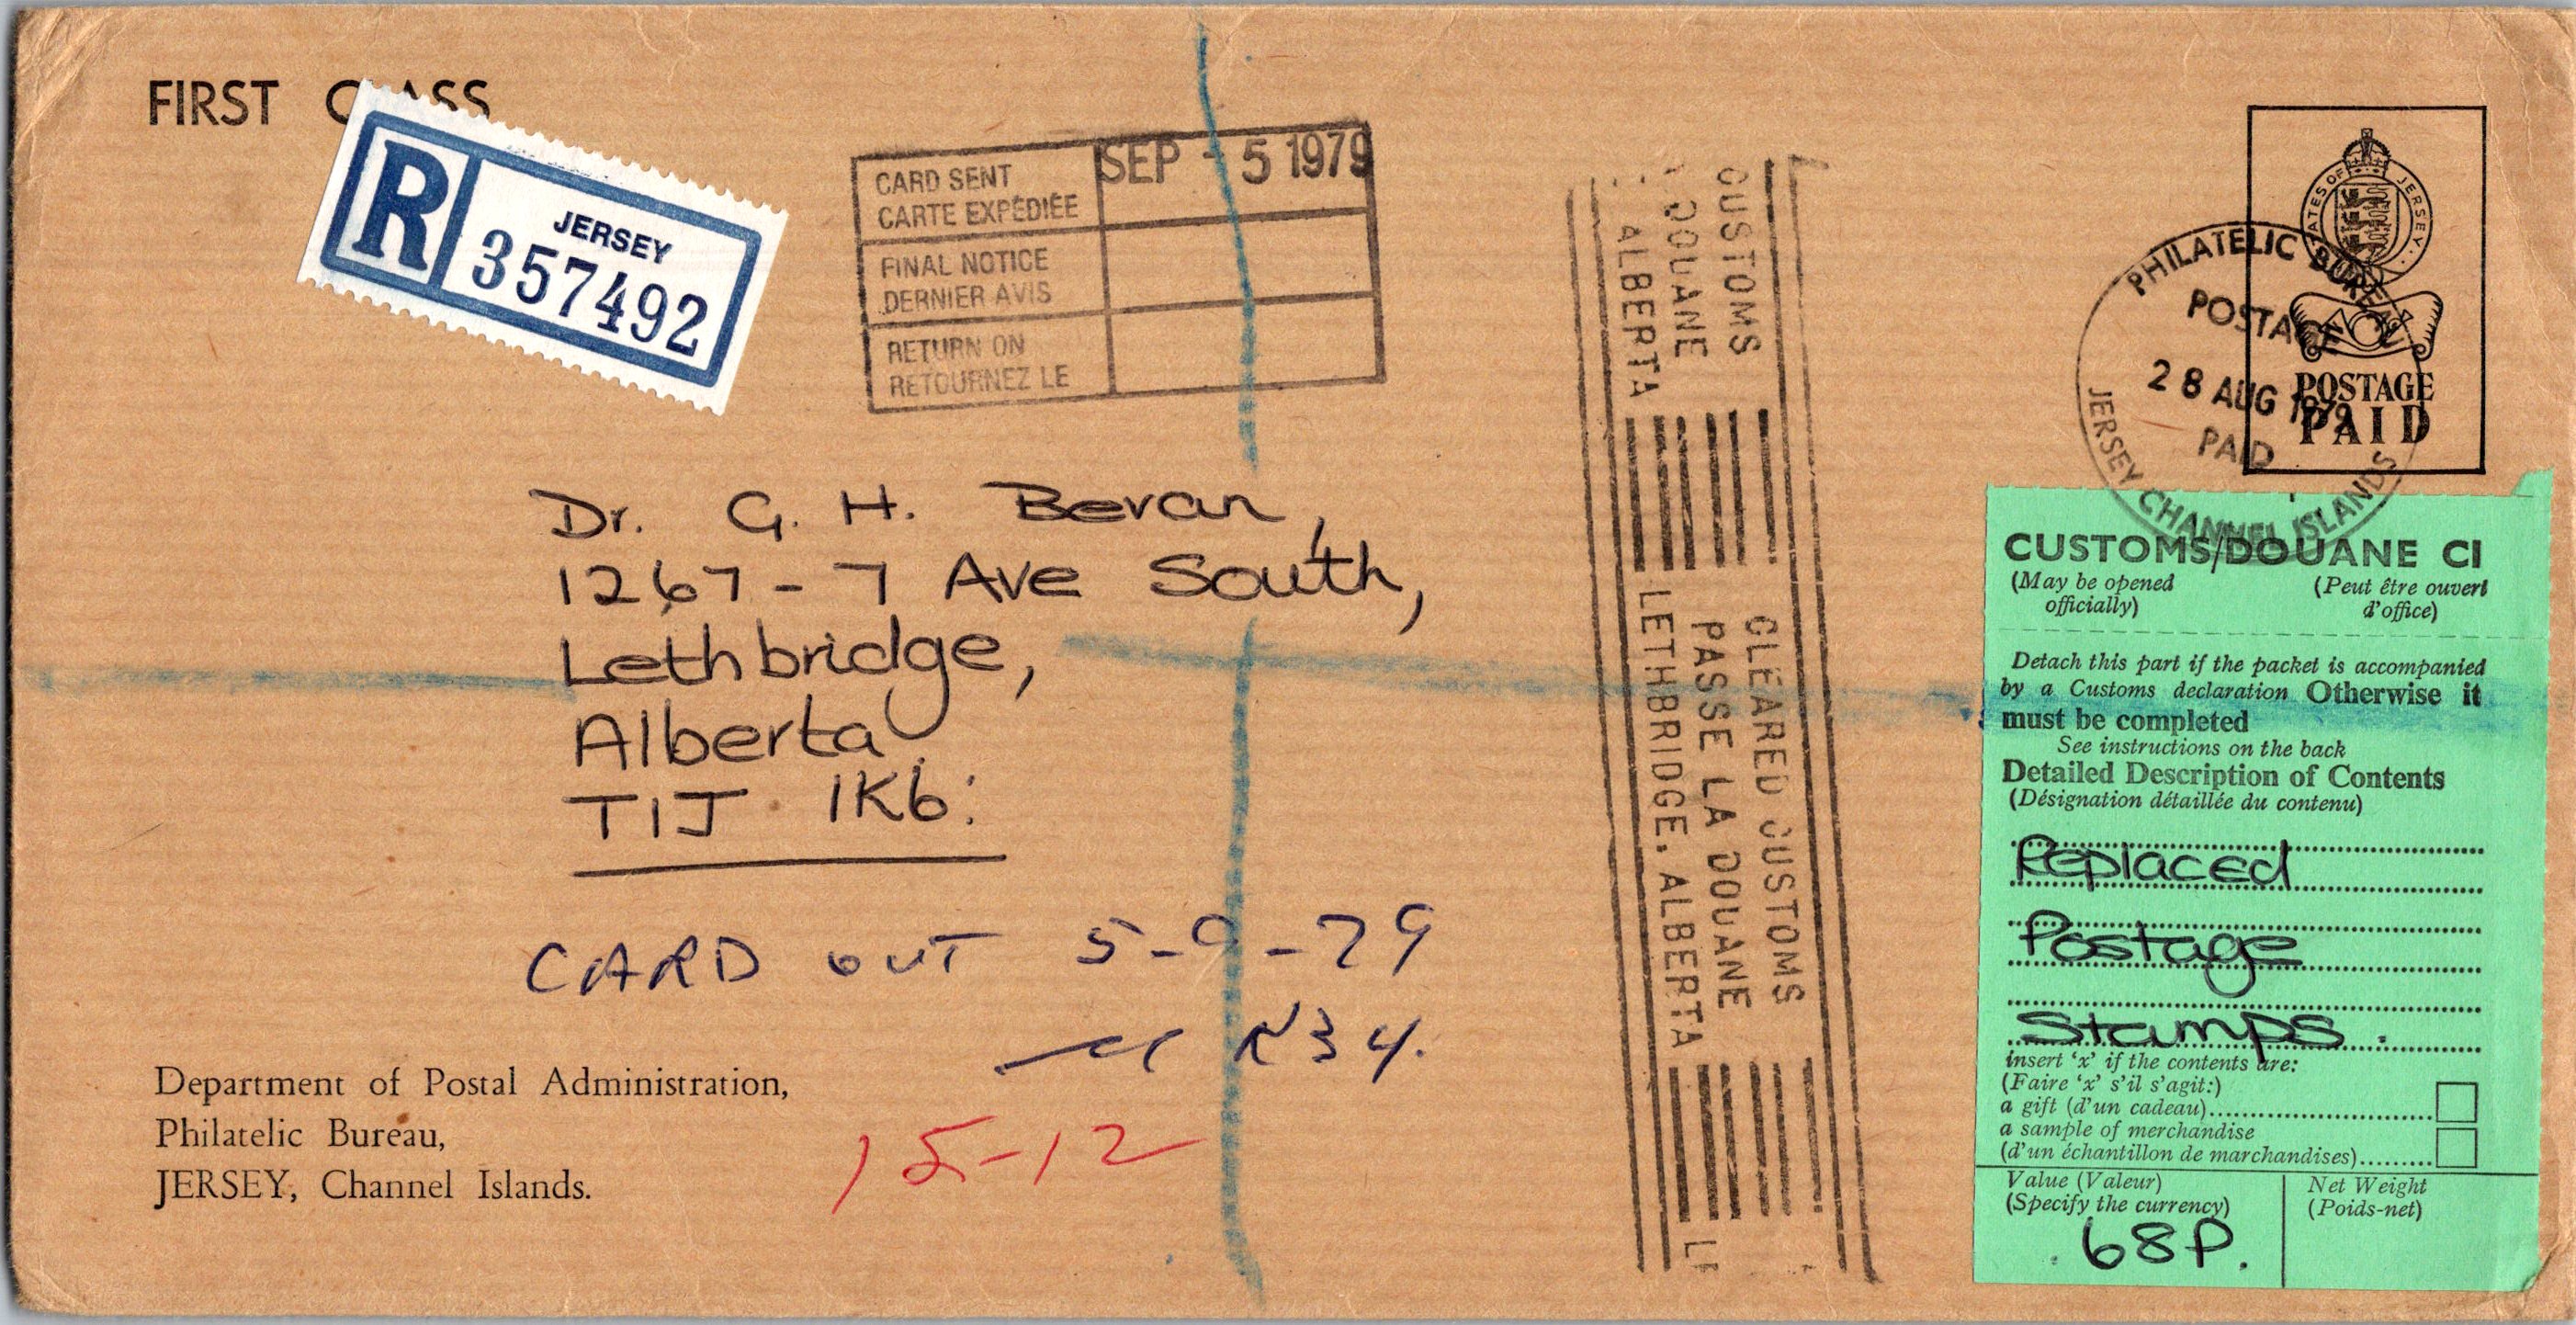 FIRST CLASS
R
JERSEY
357492
CARD SENT
CARTE EXPÉDIÉE
SEP - 5 1979
FINAL NOTICE
DERNIER AVIS
RETURN ON
RETOURNEZ LE
STATES OF JERSEY
POSTAGE
PAID
PHILATELIC BUREAU
POSTAGE
28 AUG 1979
PAID
JERSEY CHANNEL ISLANDS
CUSTOMS
DOUANE
ALBERTA
CLEARED CUSTOMS
PASSE LA DOUANE
LETHBRIDGE, ALBERTA
Dr. G. H. Bevan,
1267 - 7 Ave South,
Lethbridge,
Alberta
T1J 1K6.
CARD OUT 5-9-79
R34.
15-12
Department of Postal Administration,
Philatelic Bureau,
JERSEY, Channel Islands.
CUSTOMS/DOUANE CI
(May be opened officially)
(Peut être ouvert d'office)
Detach this part if the packet is accompanied
by a Customs declaration Otherwise it
must be completed
See instructions on the back
Detailed Description of Contents
(Désignation détaillée du contenu)
Replaced
Postage
Stamps.
insert 'x' if the contents are:
(Faire 'x' s'il s'agit:)
a gift (d'un cadeau)
a sample of merchandise
(d'un échantillon de marchandises)
Value (Valeur)
(Specify the currency)
68P.
Net Weight
(Poids-net)